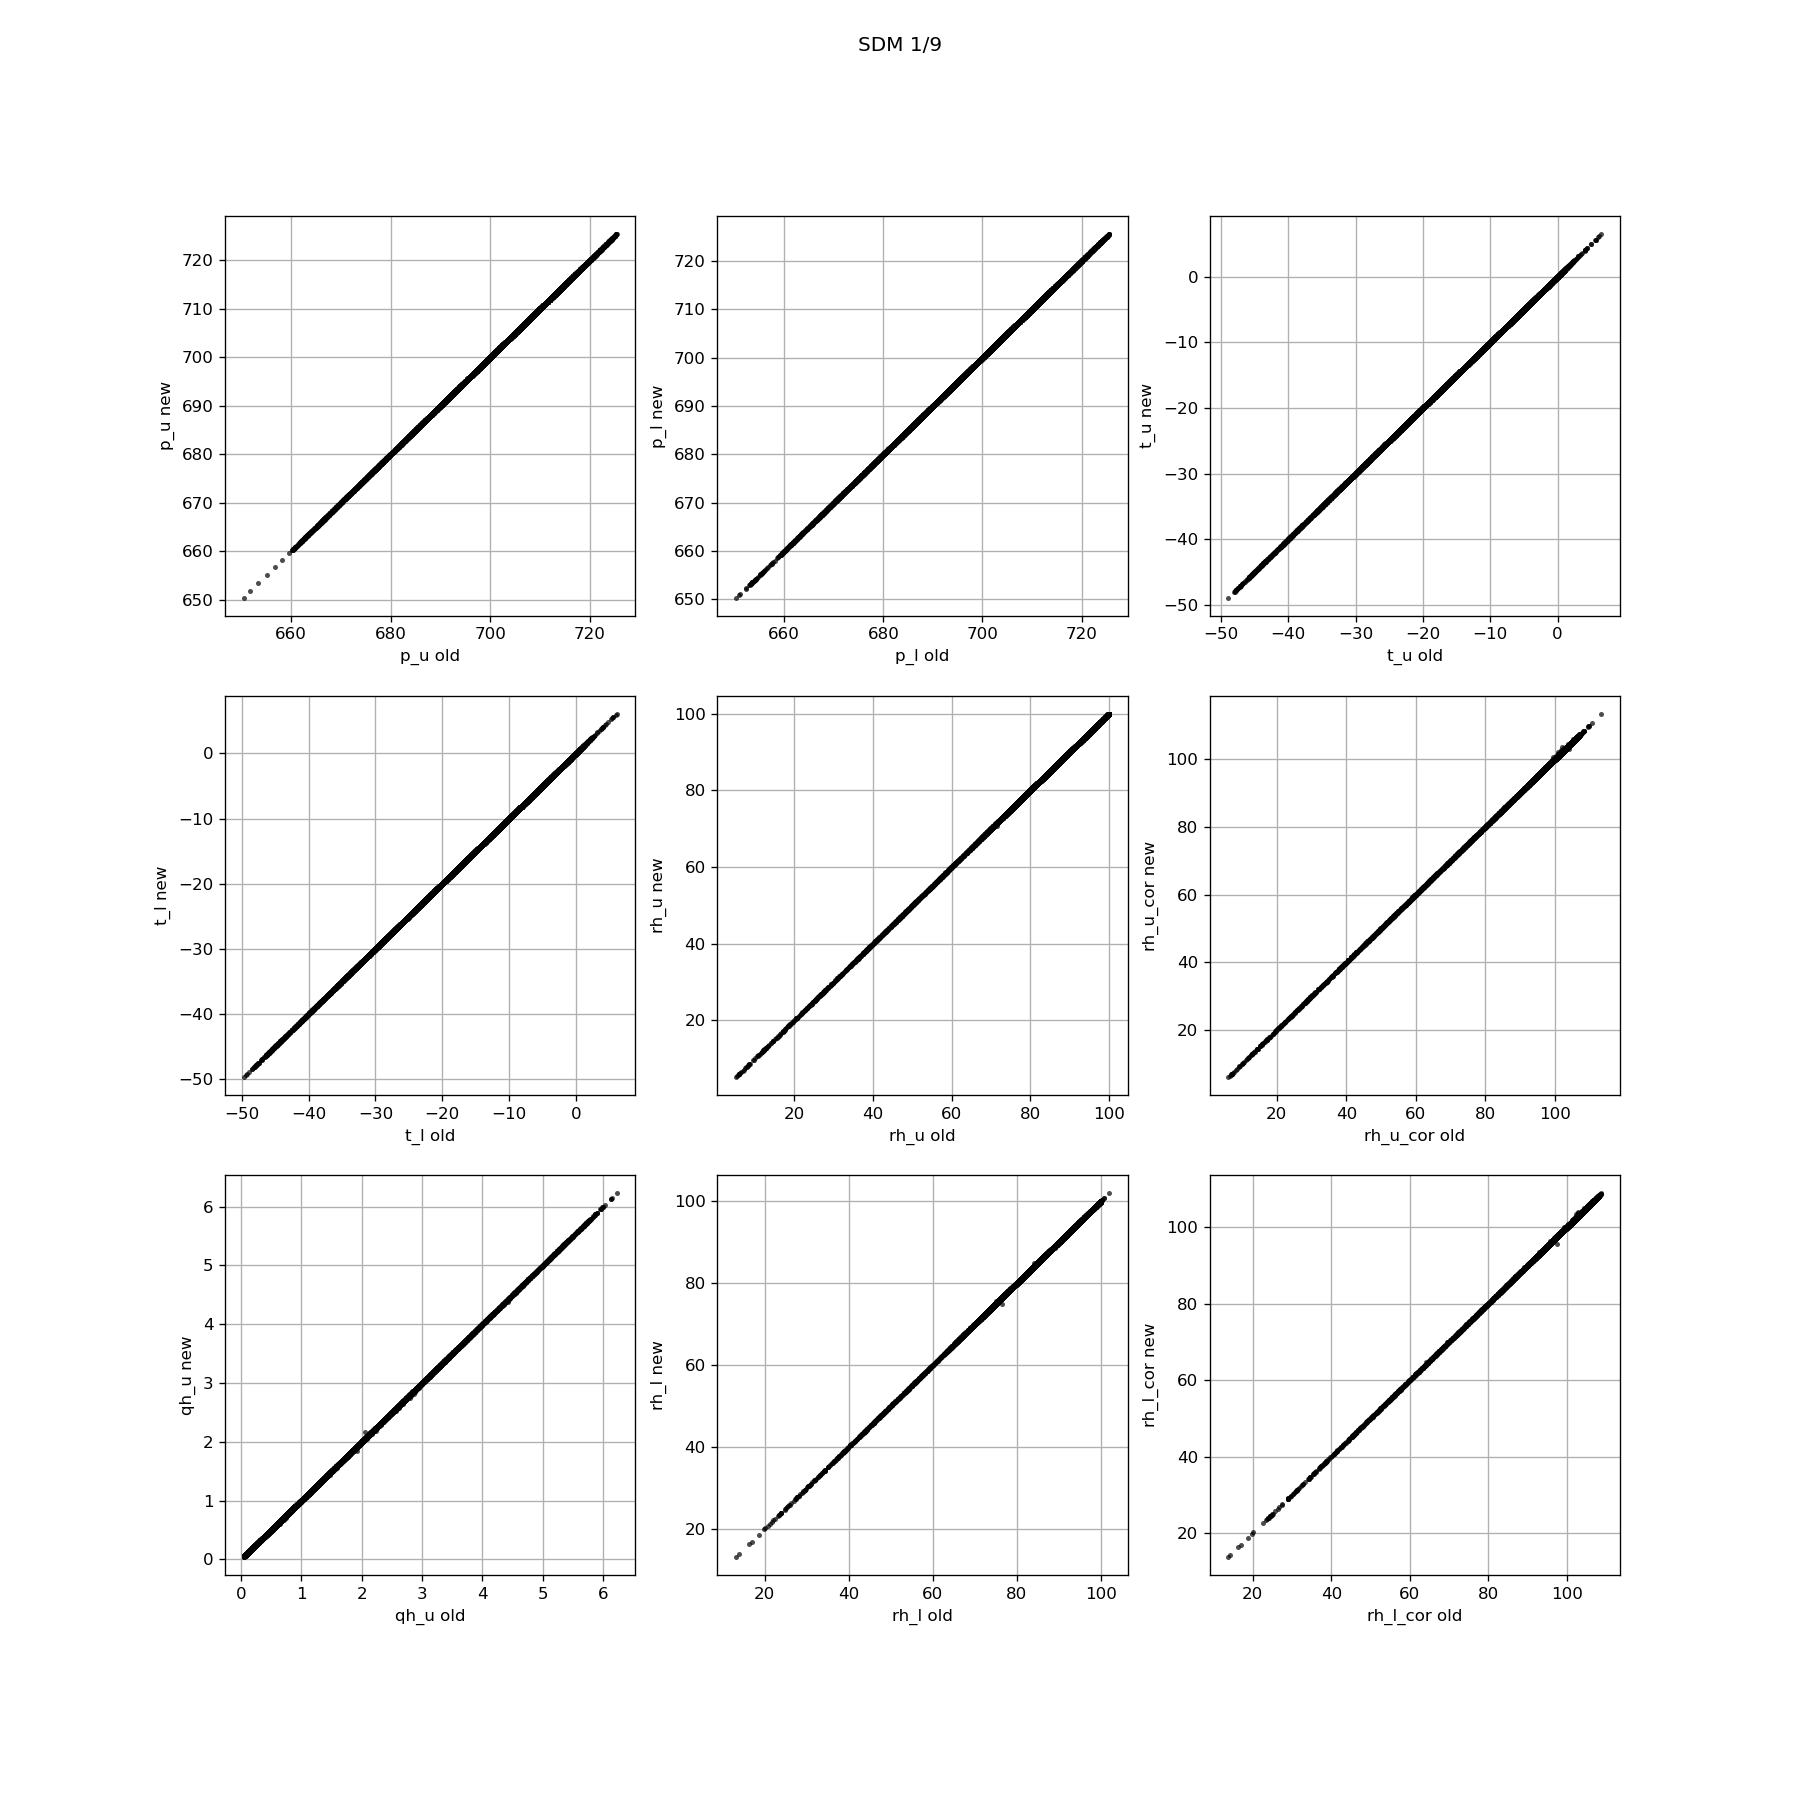 SDM 1/9
720
710
700
690
680
670
660
650
p_u new
660 680 700 720
p_u old
720
710
700
690
680
670
660
650
p_l new
660 680 700 720
p_l old
0
−10
−20
−30
−40
−50
t_u new
−50 −40 −30 −20 −10 0
t_u old
0
−10
−20
−30
−40
−50
t_l new
−50 −40 −30 −20 −10 0
t_l old
100
80
60
40
20
rh_u new
20 40 60 80 100
rh_u old
100
80
60
40
20
rh_u_cor new
20 40 60 80 100
rh_u_cor old
6
5
4
3
2
1
0
qh_u new
0 1 2 3 4 5 6
qh_u old
100
80
60
40
20
rh_l new
20 40 60 80 100
rh_l old
100
80
60
40
20
rh_l_cor new
20 40 60 80 100
rh_l_cor old